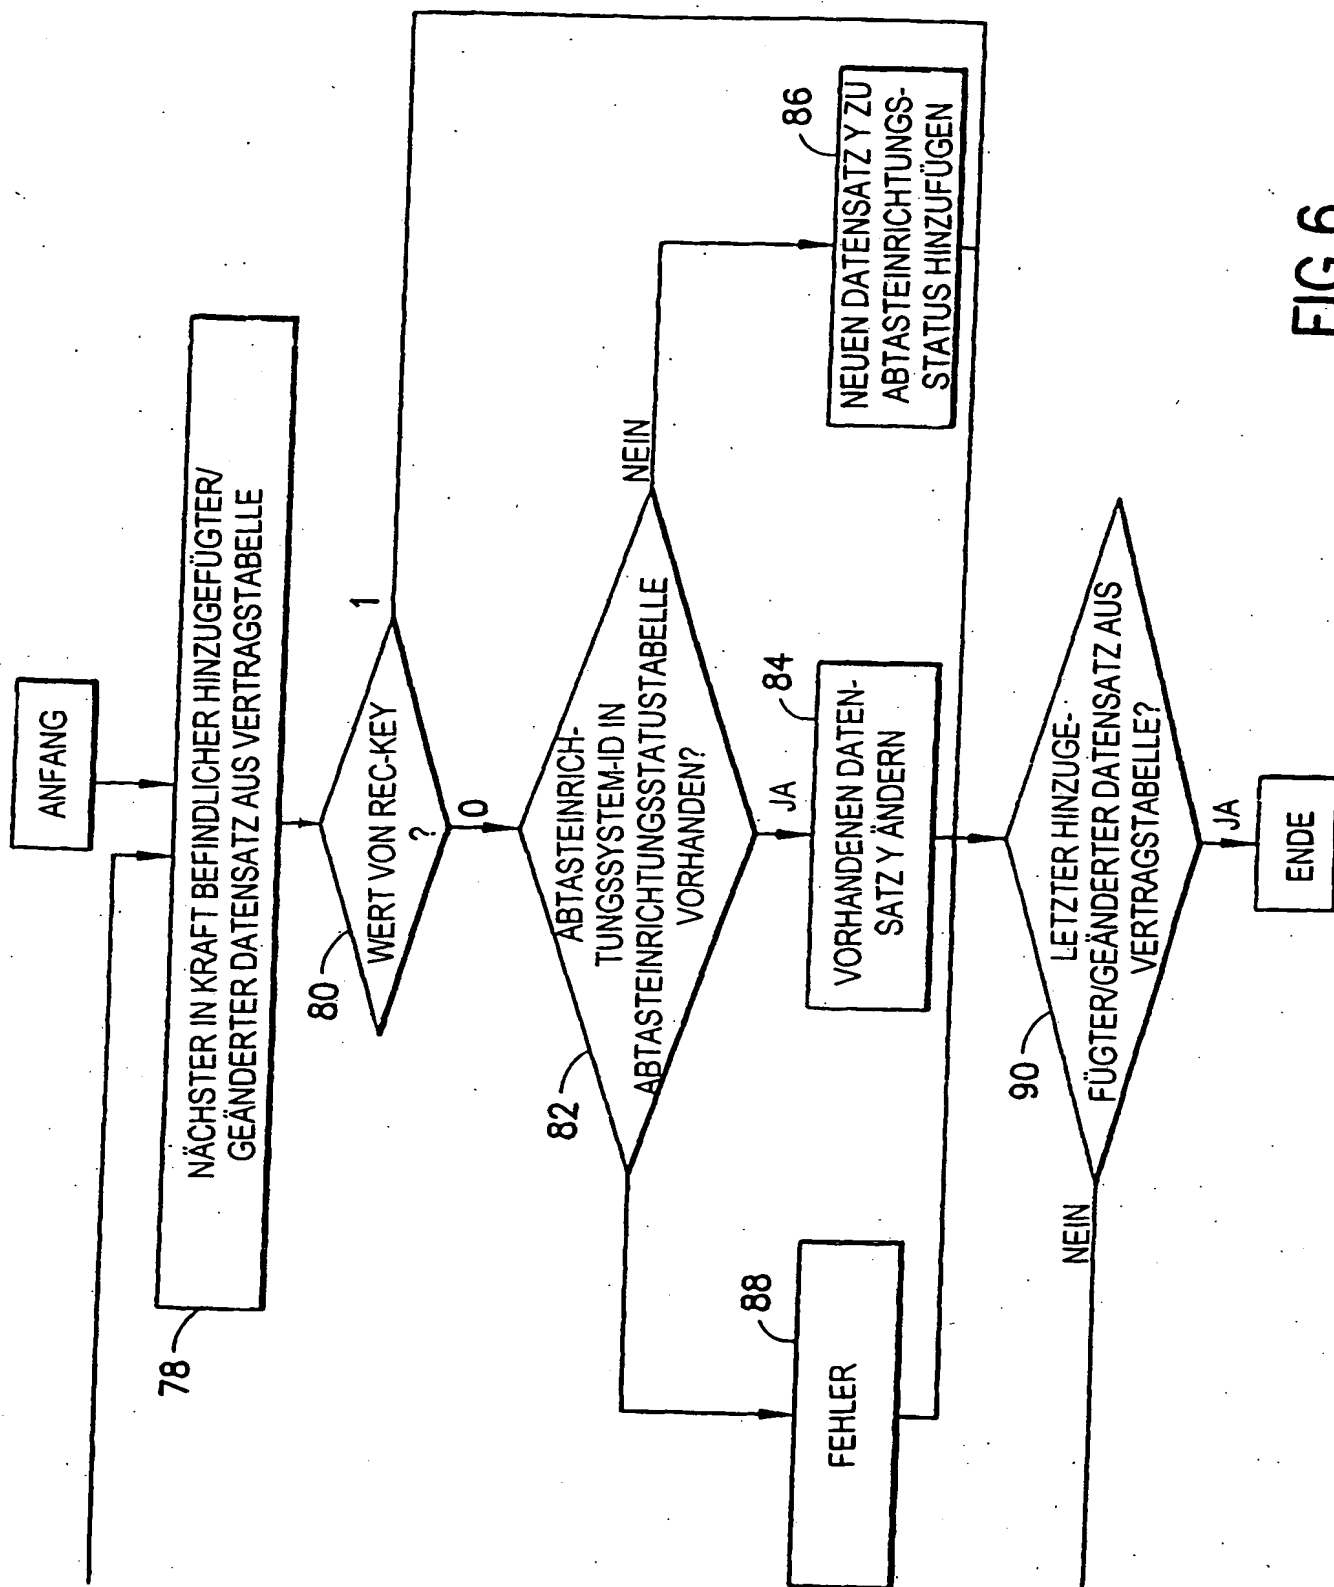 ANFANG
NÄCHSTER IN KRAFT BEFINDLICHER HINZUGEFÜGTER/
GEÄNDERTER DATENSATZ AUS VERTRAGSTABELLE
78
WERT VON REC-KEY
?
80
1
0
ABTASTEINRICH-
TUNGSSYSTEM-ID IN
ABTASTEINRICHTUNGSSTATUSTABELLE
VORHANDEN?
82
NEIN
JA
FEHLER
88
VORHANDENEN DATEN-
SATZ Y ÄNDERN
84
NEUEN DATENSATZ Y ZU
ABTASTEINRICHTUNGS-
STATUS HINZUFÜGEN
86
LETZTER HINZUGE-
FÜGTER/GEÄNDERTER DATENSATZ AUS
VERTRAGSTABELLE?
90
NEIN
JA
ENDE
FIG 6